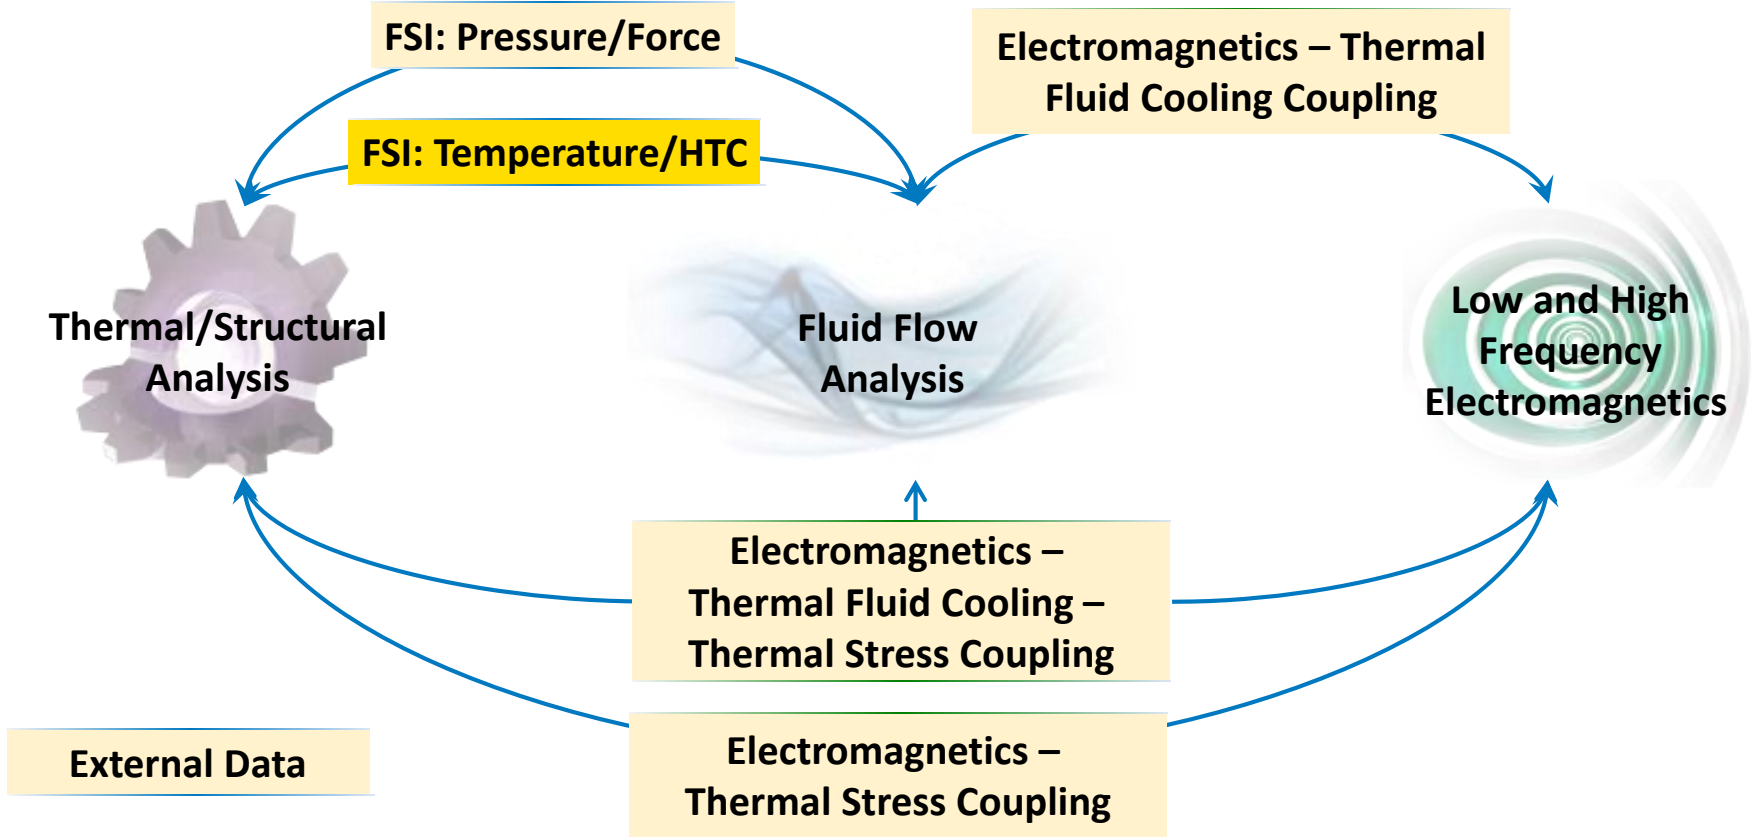 FSI: Pressure/Force
Electromagnetics – Thermal
Fluid Cooling Coupling
FSI: Temperature/HTC
Thermal/Structural
Analysis
Fluid Flow
Analysis
Low and High
Frequency
Electromagnetics
Electromagnetics –
Thermal Fluid Cooling –
Thermal Stress Coupling
External Data
Electromagnetics –
Thermal Stress Coupling